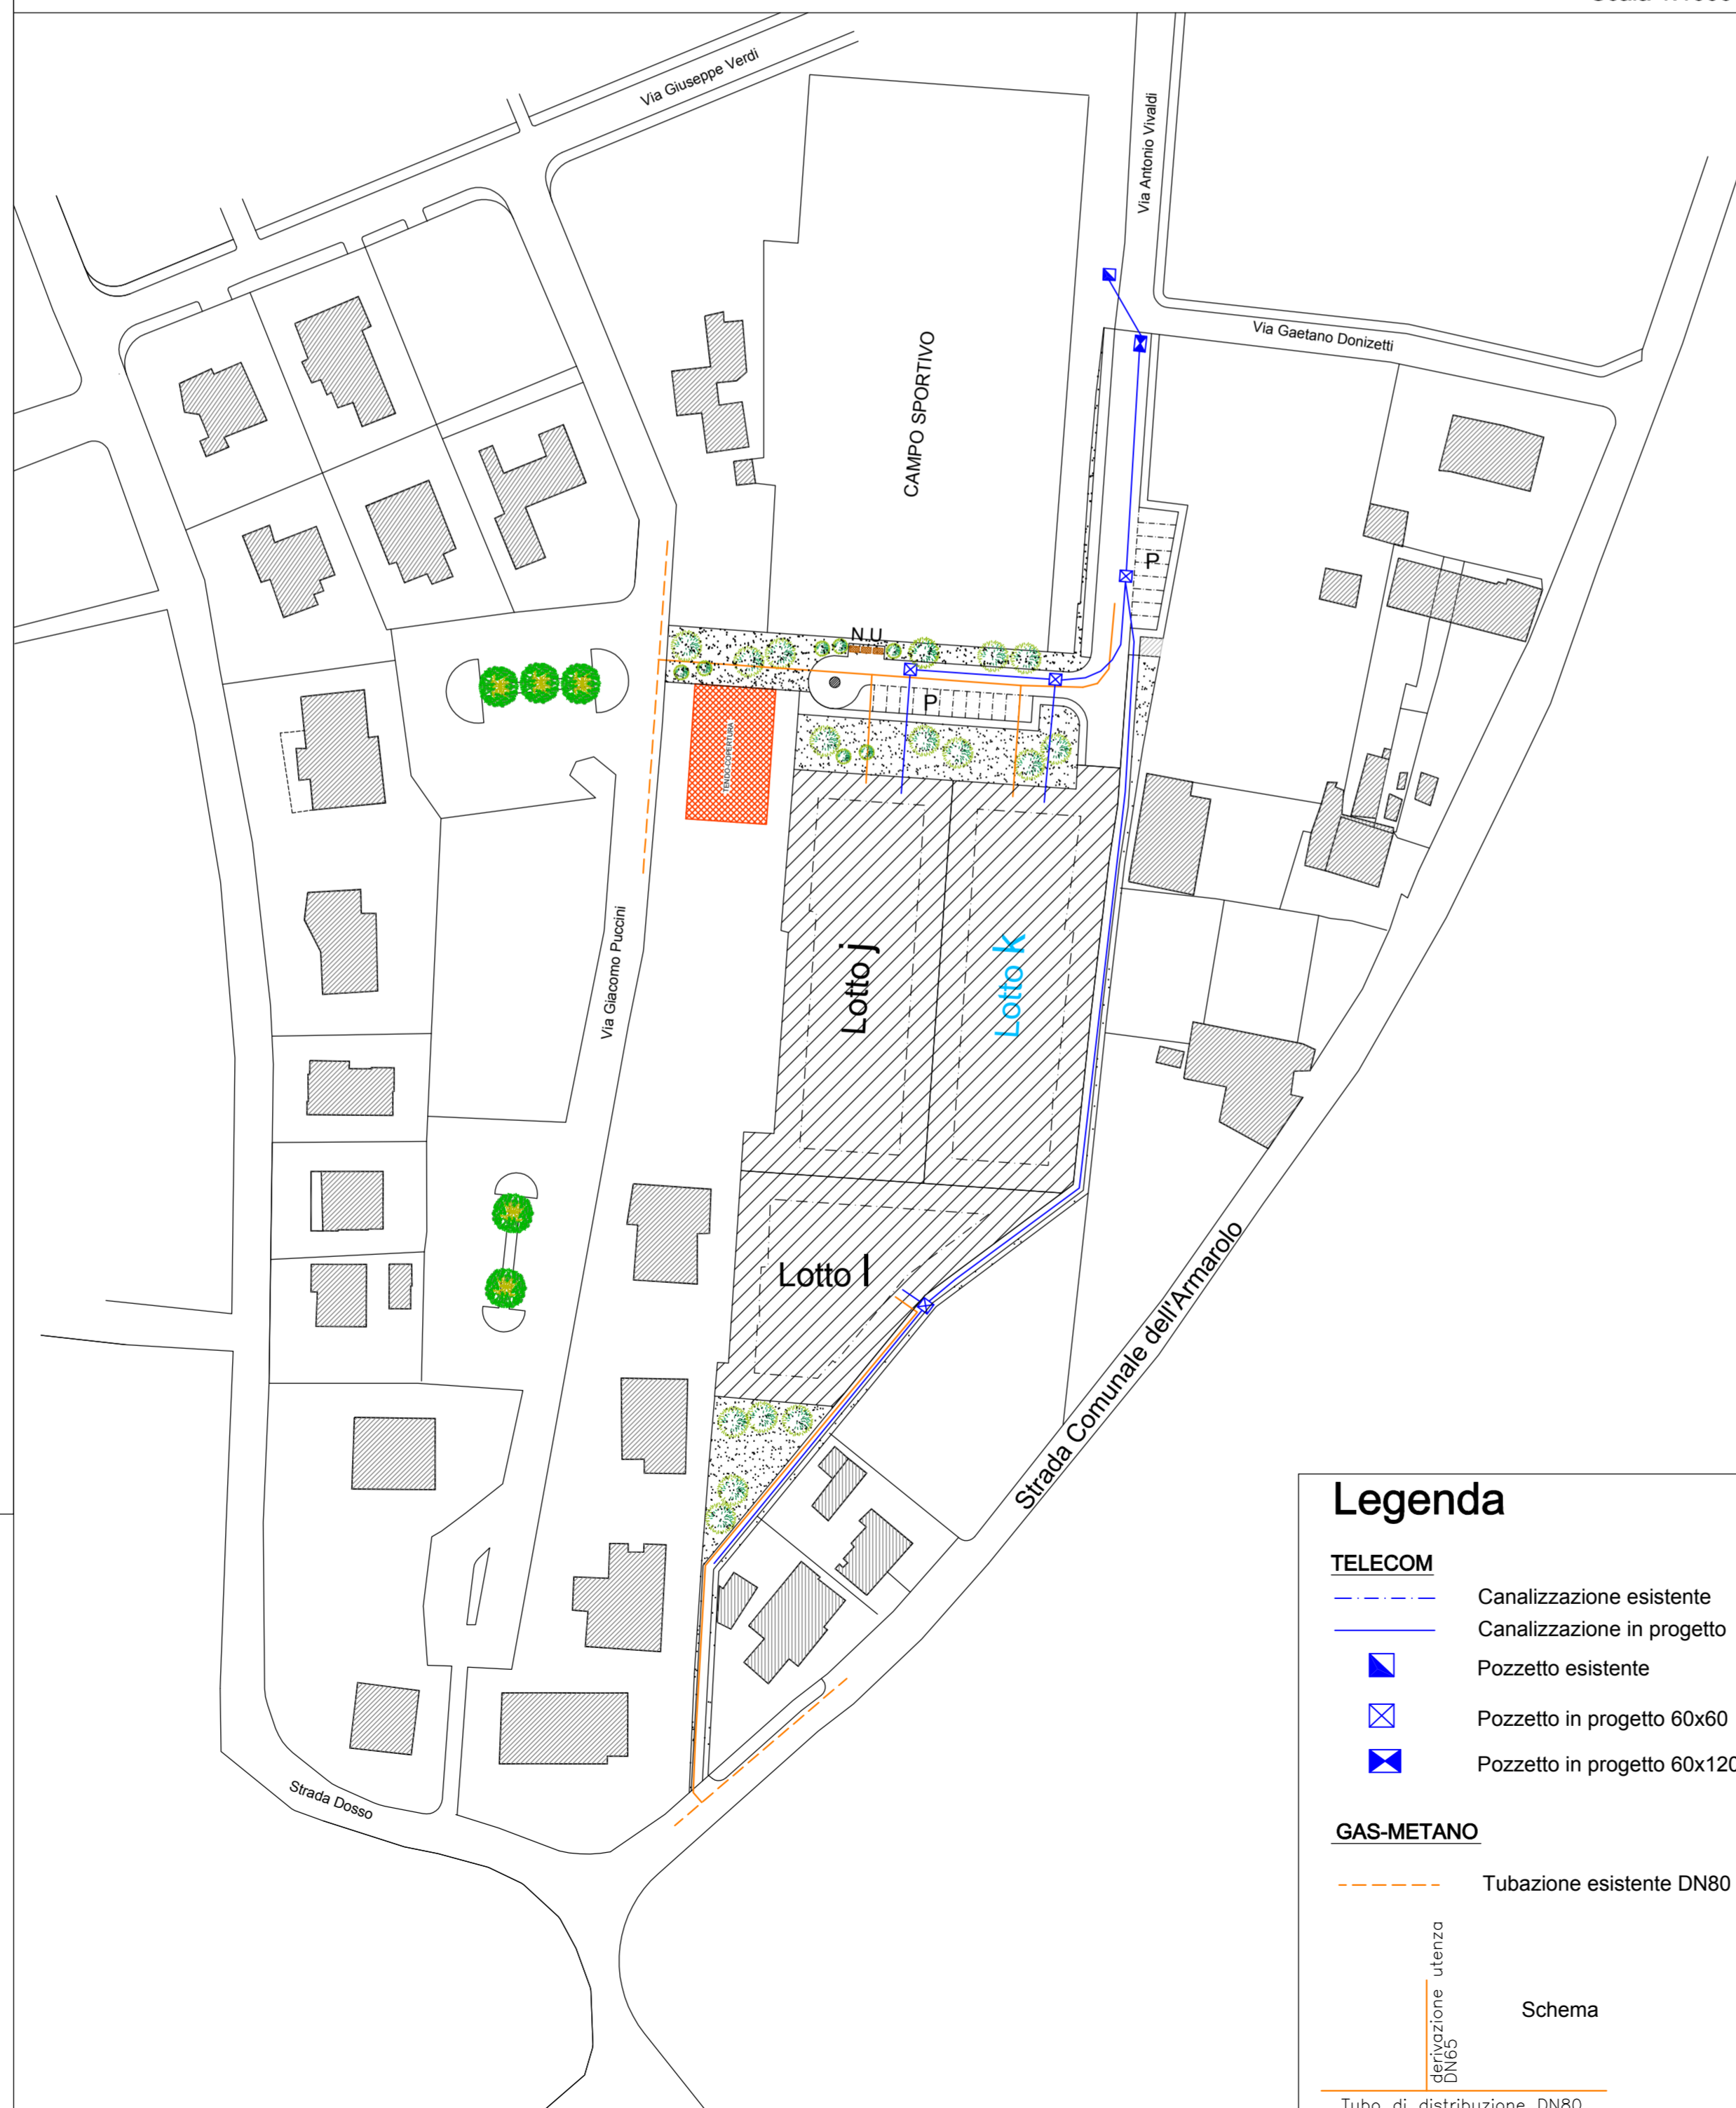 Via Giuseppe Verdi
Via Antonio Vivaldi
Via Gaetano Donizetti
CAMPO SPORTIVO
P
N.U.
P
TENDO-COPERTURA
Via Giacomo Puccini
Lotto j
Lotto K
Lotto I
Strada Comunale dell'Armarolo
Strada Dosso
Legenda
TELECOM
Canalizzazione esistente
Canalizzazione in progetto
Pozzetto esistente
Pozzetto in progetto 60x60
Pozzetto in progetto 60x120
GAS-METANO
Tubazione esistente DN80
derivazione utenza
DN65
Schema
Tubo di distribuzione DN80